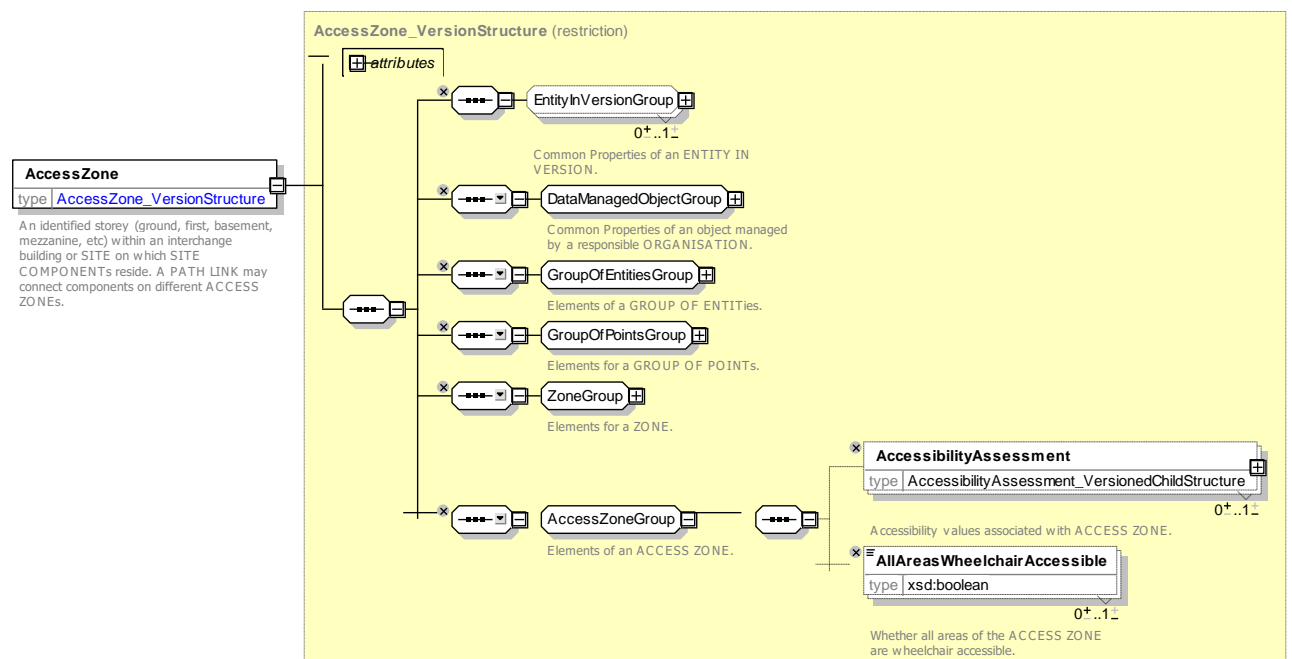 AccessZone_VersionStructure (restriction)
attributes
EntityInVersionGroup
0..1
Common Properties of an ENTITY IN
VERSION.
AccessZone
type AccessZone_VersionStructure
An identified storey (ground, first, basement,
mezzanine, etc) within an interchange
building or SITE on which SITE
COMPONENTs reside. A PATH LINK may
connect components on different ACCESS
ZONEs.
DataManagedObjectGroup
Common Properties of an object managed
by a responsible ORGANISATION.
GroupOfEntitiesGroup
Elements of a GROUP OF ENTITies.
GroupOfPointsGroup
Elements for a GROUP OF POINTs.
ZoneGroup
Elements for a ZONE.
AccessibilityAssessment
type AccessibilityAssessment_VersionedChildStructure
0..1
Accessibility values associated with ACCESS ZONE.
AccessZoneGroup
Elements of an ACCESS ZONE.
AllAreasWheelchairAccessible
type xsd:boolean
0..1
Whether all areas of the ACCESS ZONE
are wheelchair accessible.